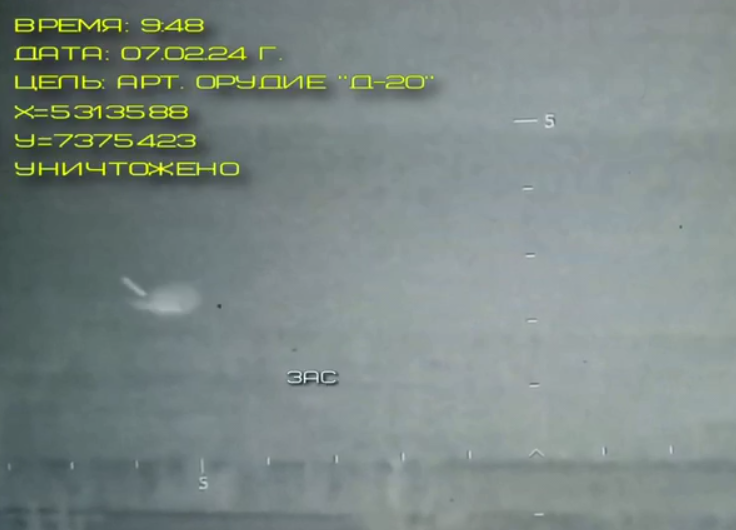 ВРЕМЯ: 9:48
ДАТА: 07.02.24 Г.
ЦЕЛЬ: АРТ. ОРУДИЕ "Д-20"
Х=5313588
У=7375423
УНИЧТОЖЕНО
5
ЗАС
5